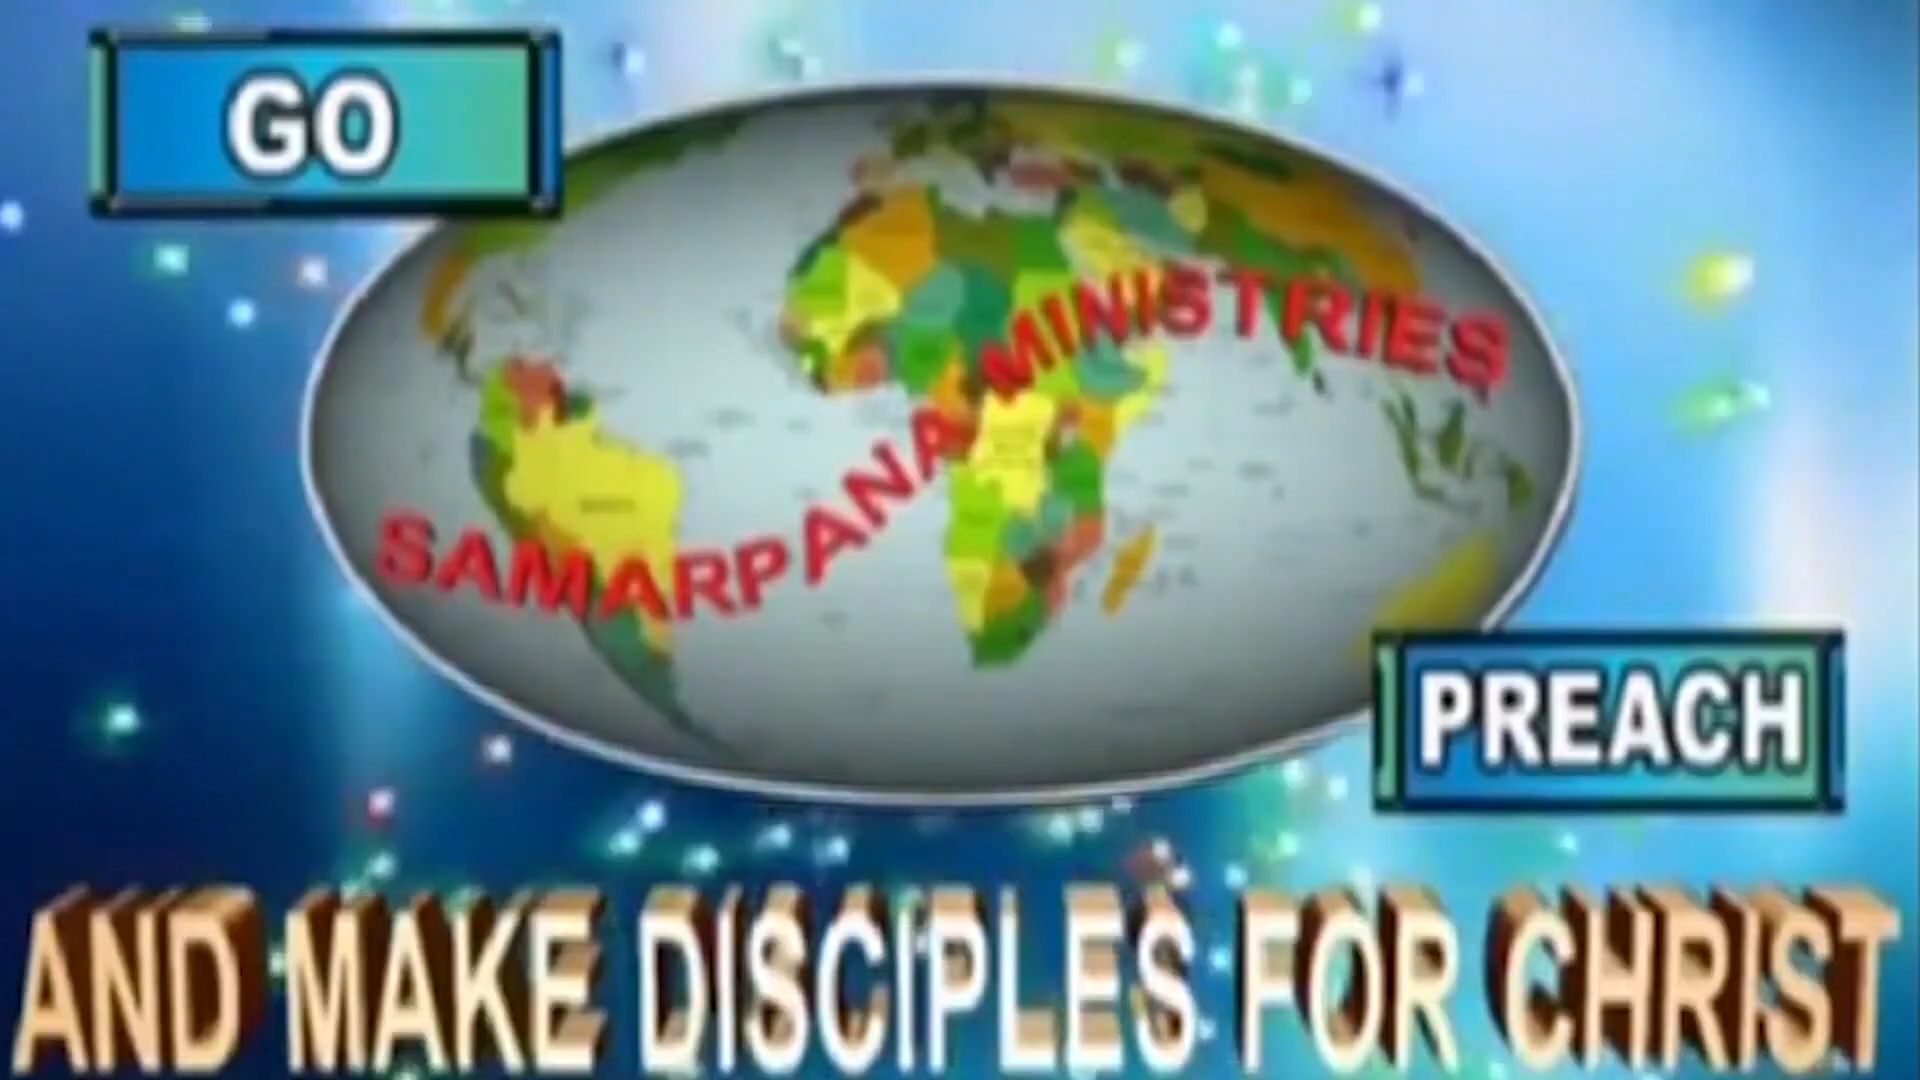 GO
SAMARPANA MINISTRIES
PREACH
AND MAKE DISCIPLES FOR CHRIST